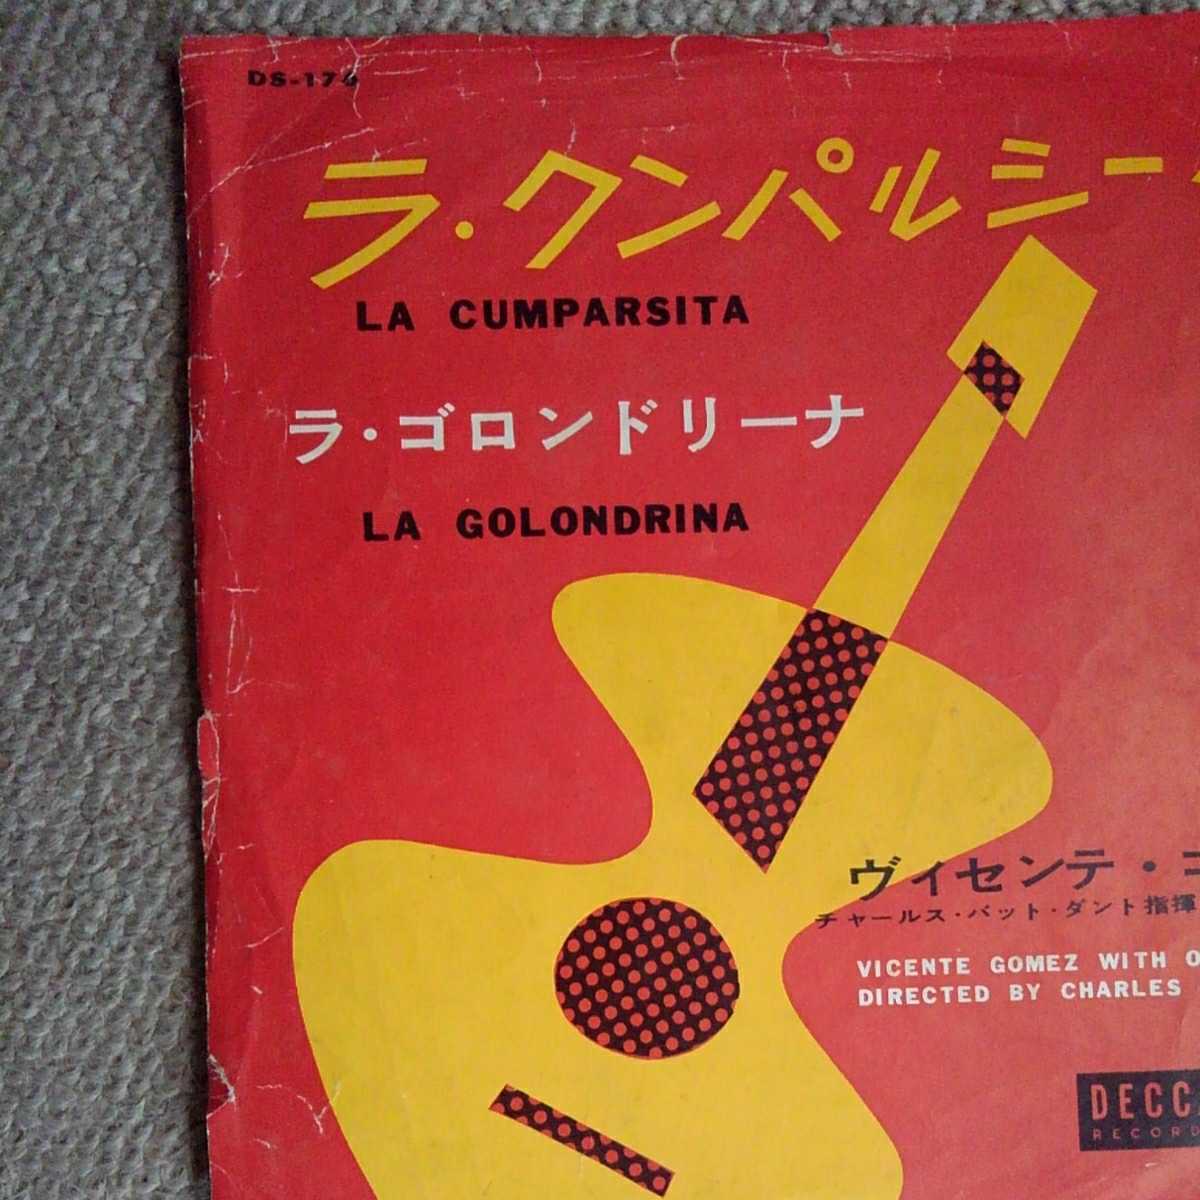 DS-170
ラ・クンパルシー
LA CUMPARSITA
ラ・ゴロンドリーナ
LA GOLONDRINA
ヴィセンテ・
チャールス・バット・ダント指揮
VICENTE GOMEZ WITH O
DIRECTED BY CHARLES
DECC
RECORD